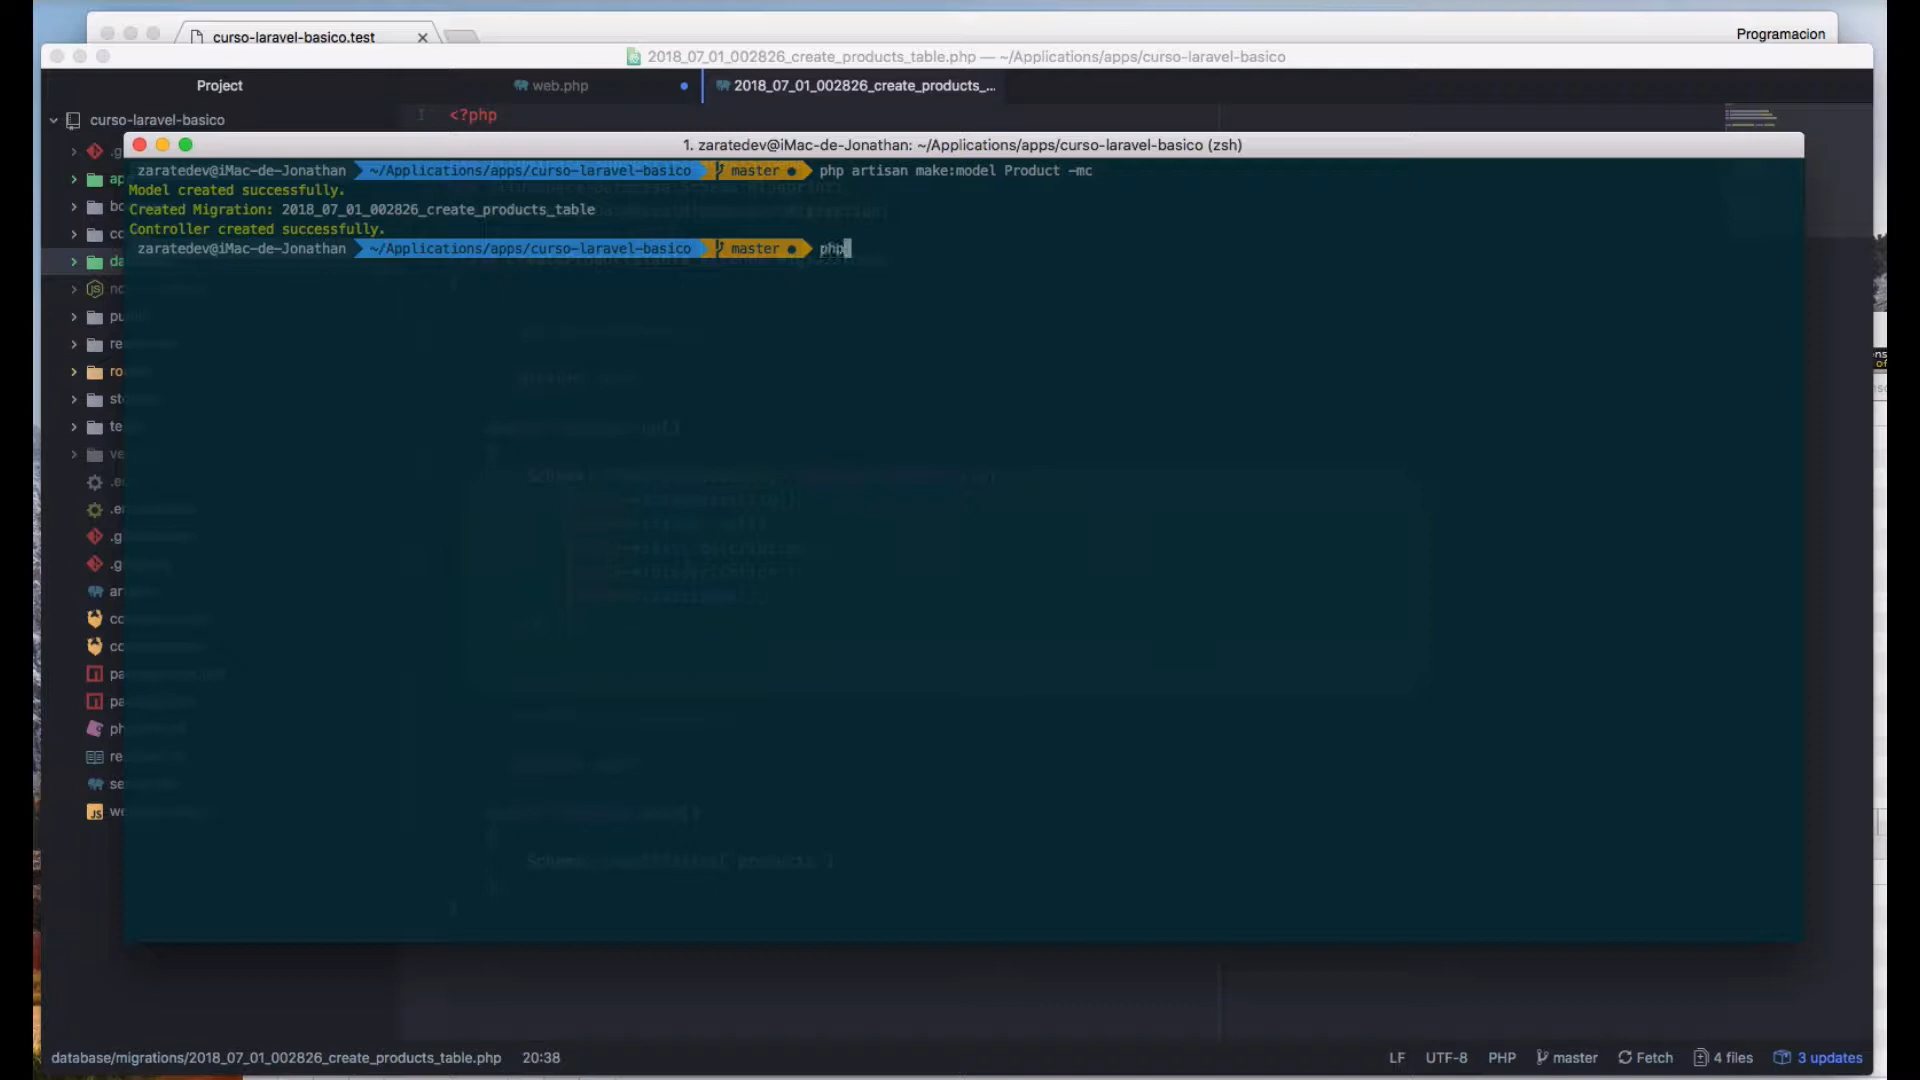 curso-laravel-basico.test
Programacion
2018_07_01_002826_create_products_table.php — ~/Applications/apps/curso-laravel-basico
Project
web.php
2018_07_01_002826_create_products_...
curso-laravel-basico
1
<?php
1. zaratedev@iMac-de-Jonathan: ~/Applications/apps/curso-laravel-basico (zsh)
zaratedev@iMac-de-Jonathan ~/Applications/apps/curso-laravel-basico master ● php artisan make:model Product -mc
Model created successfully.
Created Migration: 2018_07_01_002826_create_products_table
Controller created successfully.
zaratedev@iMac-de-Jonathan ~/Applications/apps/curso-laravel-basico master ● php
database/migrations/2018_07_01_002826_create_products_table.php 20:38
LF UTF-8 PHP master Fetch 4 files 3 updates